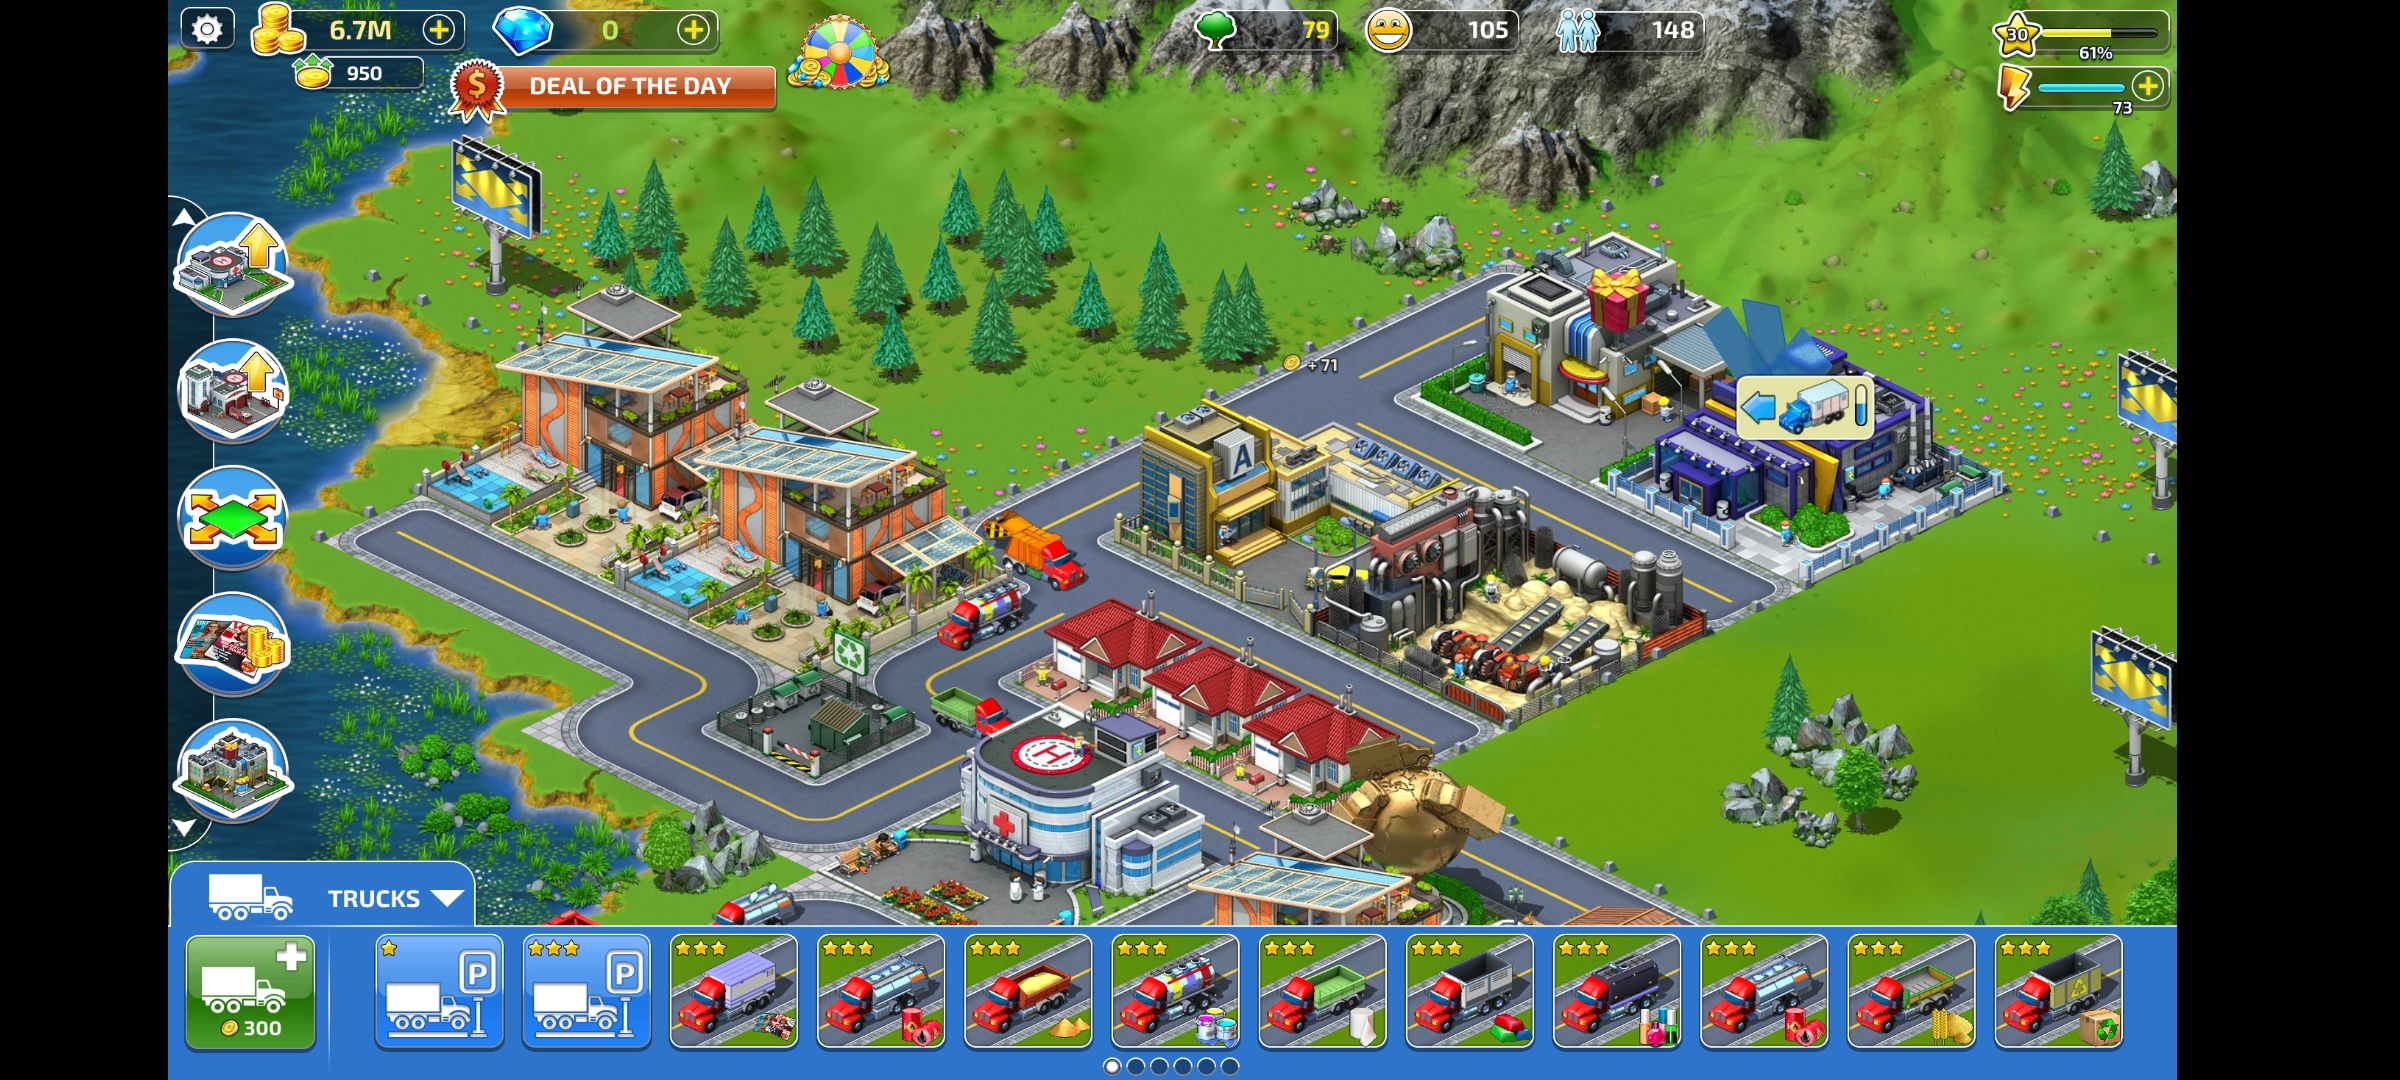 6.7M
0
79
105
148
30
61%
950
DEAL OF THE DAY
73
+71
A
H
TRUCKS
P
P
300